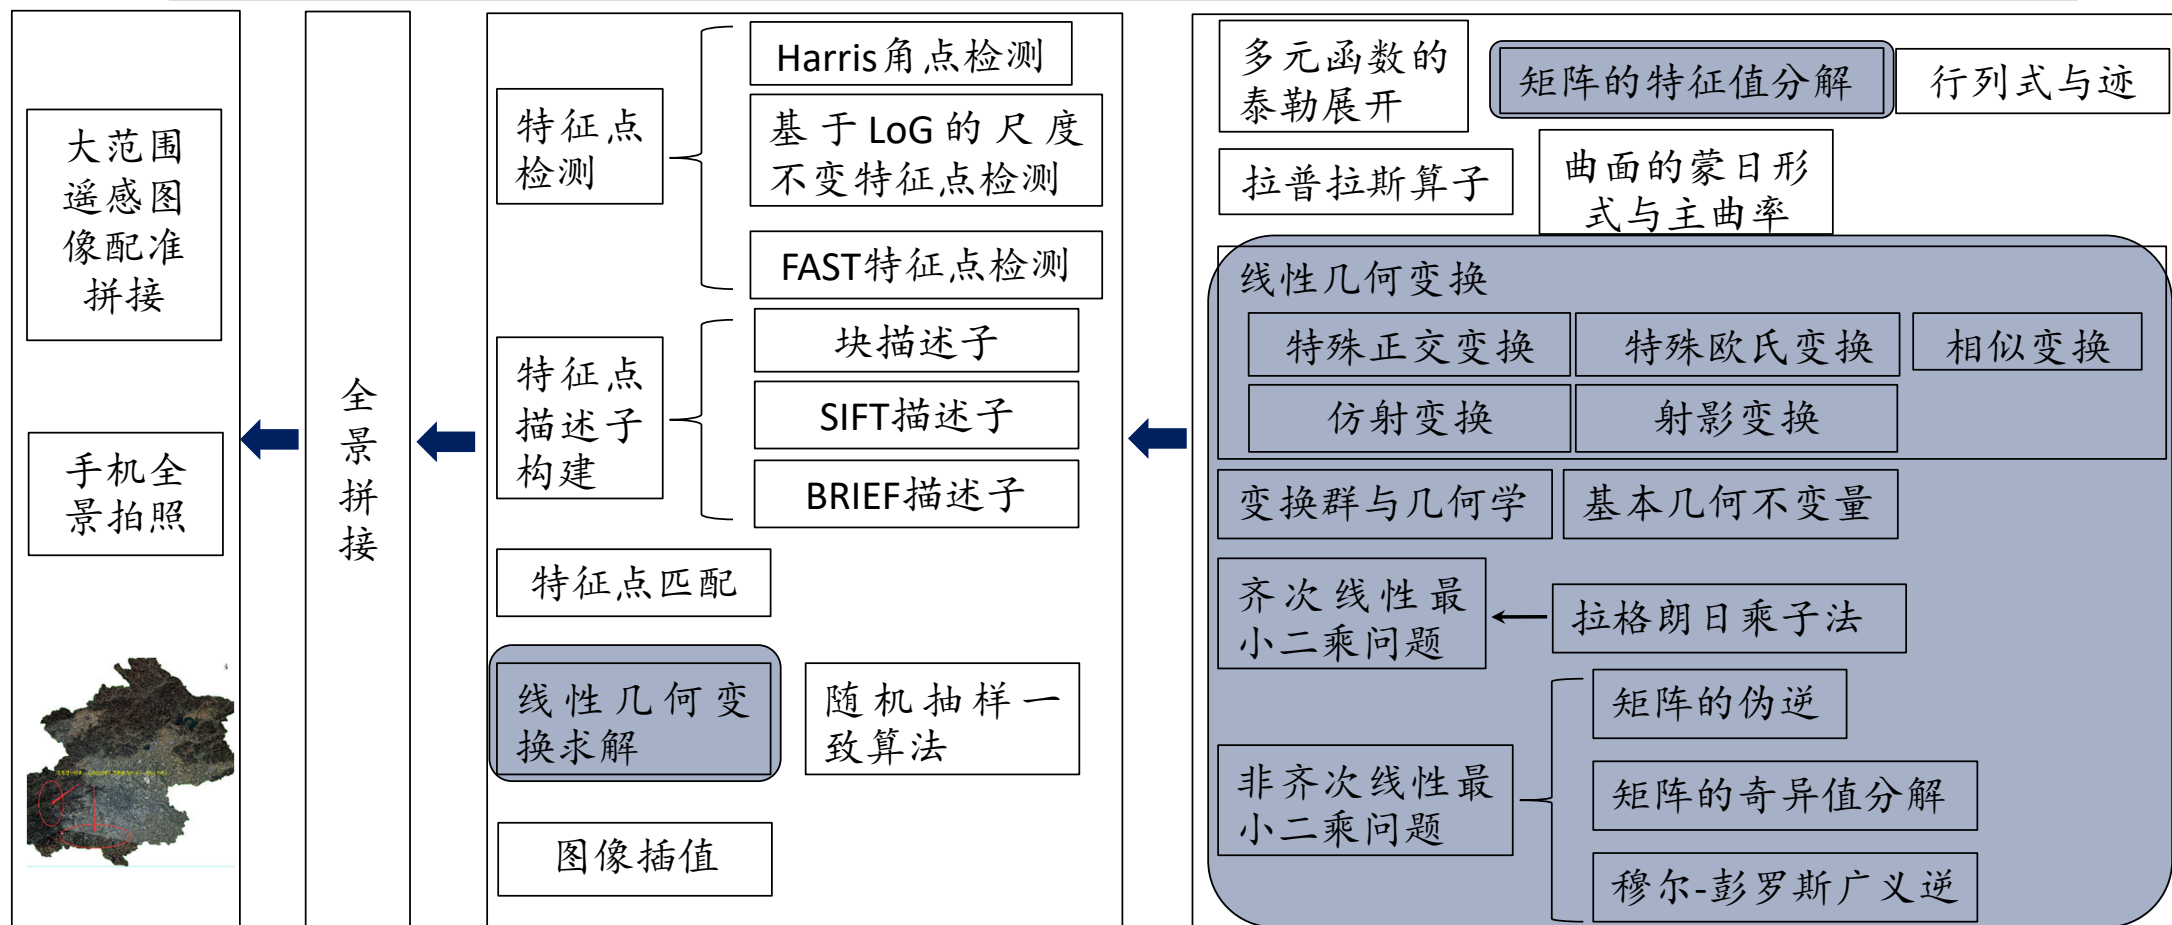 大范围
遥感图
像配准
拼接
手机全
景拍照
全
景
拼
接
特征点
检测
Harris角点检测
基于LoG的尺度
不变特征点检测
FAST特征点检测
特征点
描述子
构建
块描述子
SIFT描述子
BRIEF描述子
特征点匹配
线性几何变
换求解
随机抽样一
致算法
图像插值
多元函数的
泰勒展开
矩阵的特征值分解
行列式与迹
拉普拉斯算子
曲面的蒙日形
式与主曲率
线性几何变换
特殊正交变换
特殊欧氏变换
相似变换
仿射变换
射影变换
变换群与几何学
基本几何不变量
齐次线性最
小二乘问题
拉格朗日乘子法
非齐次线性最
小二乘问题
矩阵的伪逆
矩阵的奇异值分解
穆尔-彭罗斯广义逆